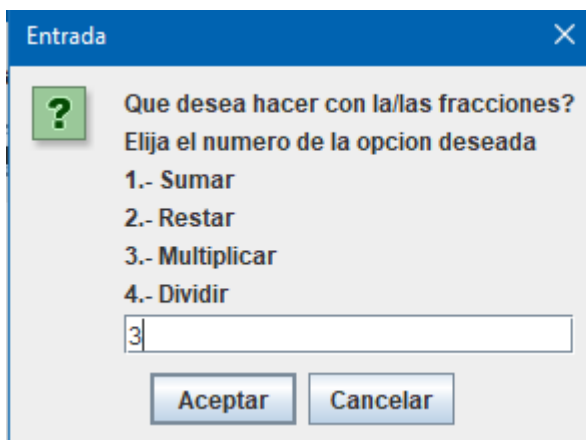 Entrada
?
Que desea hacer con la/las fracciones?
Elija el numero de la opcion deseada
1.- Sumar
2.- Restar
3.- Multiplicar
4.- Dividir
3
Aceptar Cancelar